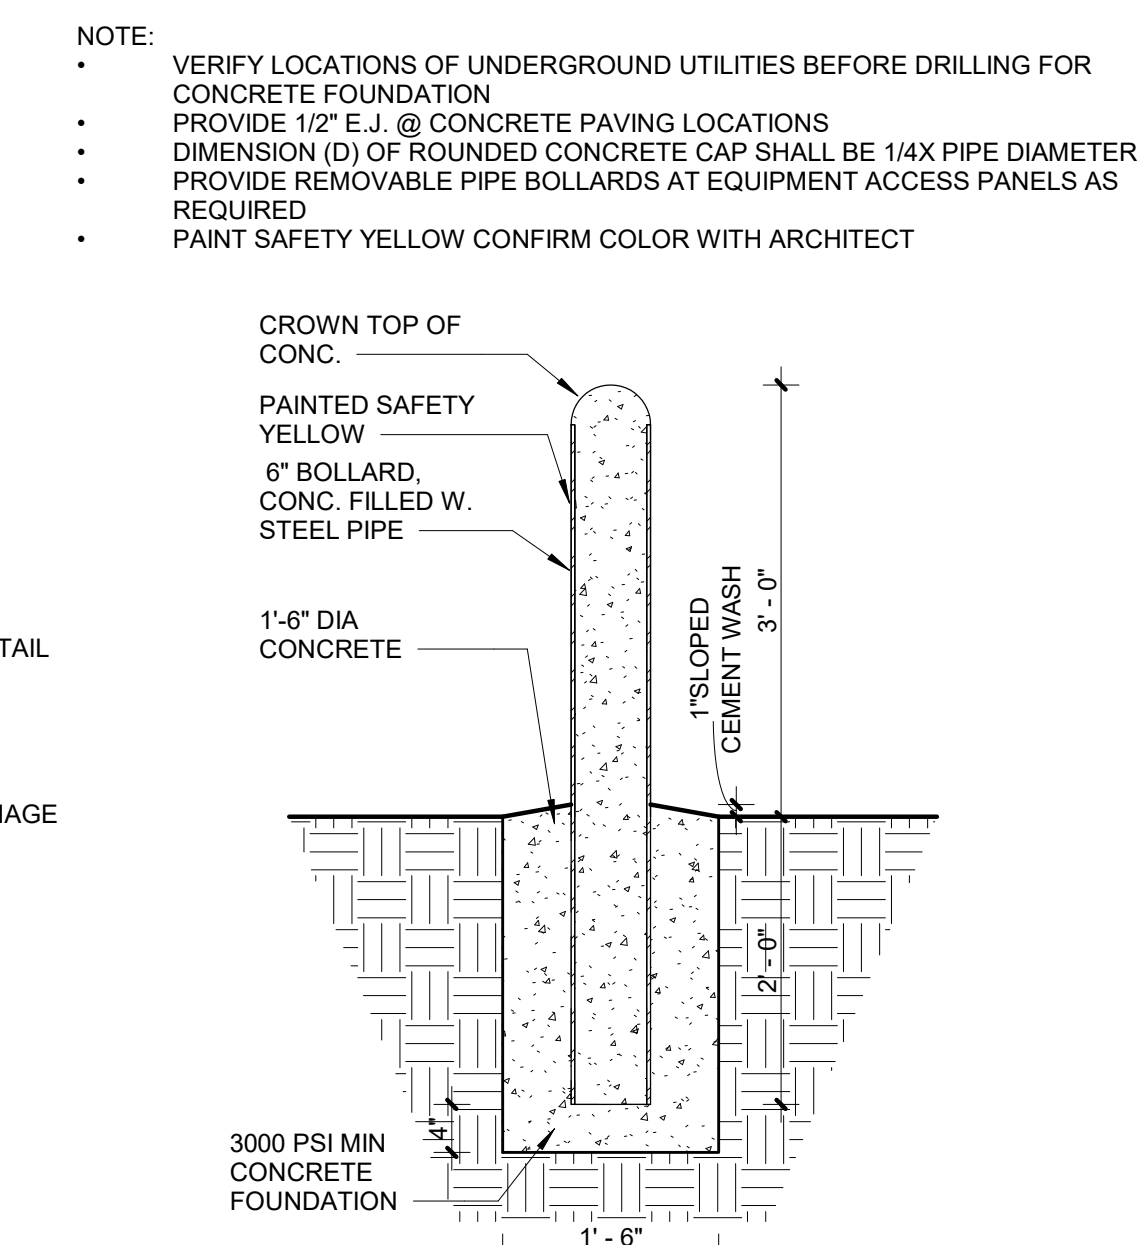 NOTE:
• VERIFY LOCATIONS OF UNDERGROUND UTILITIES BEFORE DRILLING FOR
CONCRETE FOUNDATION
• PROVIDE 1/2" E.J. @ CONCRETE PAVING LOCATIONS
• DIMENSION (D) OF ROUNDED CONCRETE CAP SHALL BE 1/4X PIPE DIAMETER
• PROVIDE REMOVABLE PIPE BOLLARDS AT EQUIPMENT ACCESS PANELS AS
REQUIRED
• PAINT SAFETY YELLOW CONFIRM COLOR WITH ARCHITECT
CROWN TOP OF
CONC.
PAINTED SAFETY
YELLOW
6" BOLLARD,
CONC. FILLED W.
STEEL PIPE
1'-6" DIA
CONCRETE
TAIL
1"SLOPED
CEMENT WASH
3' - 0"
2' - 0"
4"
3000 PSI MIN
CONCRETE
FOUNDATION
1' - 6"